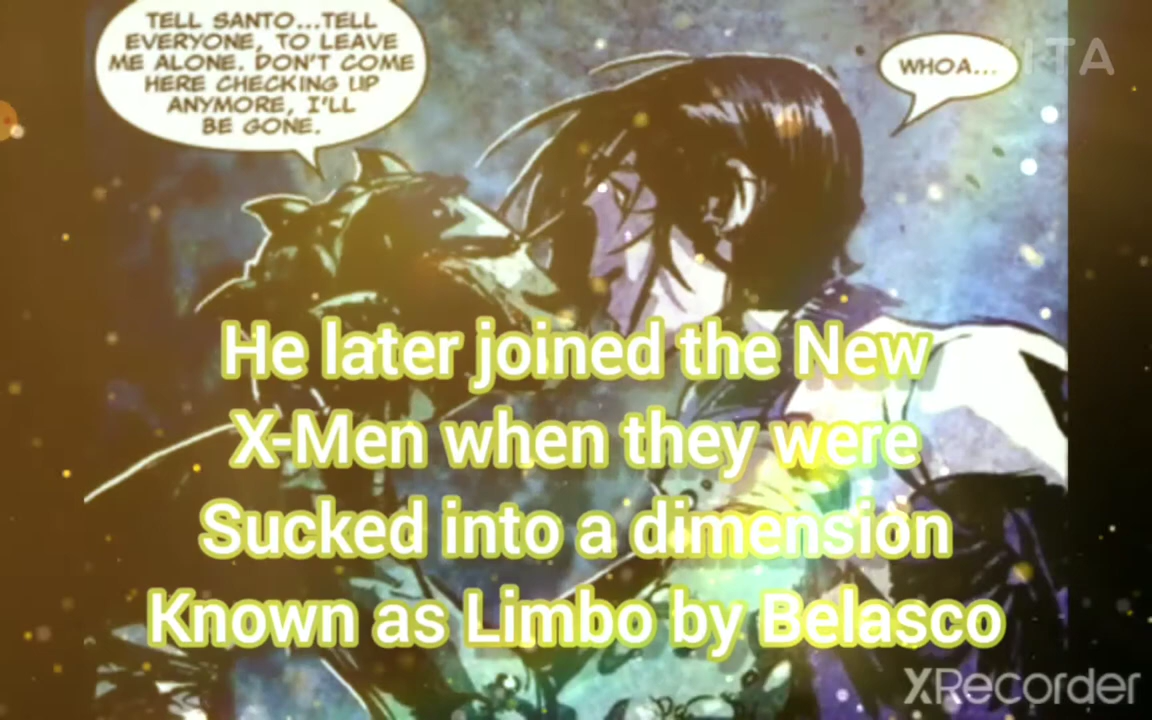 TELL SANTO...TELL
EVERYONE, TO LEAVE
ME ALONE. DON'T COME
HERE CHECKING UP
ANYMORE, I'LL
BE GONE.
WHOA...
He later joined the New
X-Men when they were
Sucked into a dimension
Known as Limbo by Belasco
XRecorder